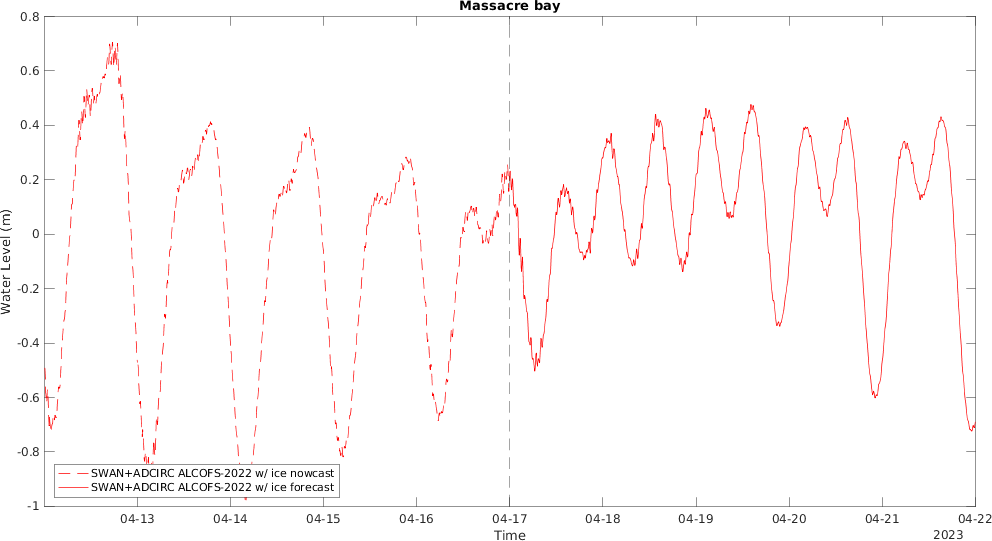 Massacre bay
0.8
0.6
0.4
0.2
0
-0.2
-0.4
-0.6
-0.8
-1
Water Level (m)
SWAN+ADCIRC ALCOFS-2022 w/ ice nowcast
SWAN+ADCIRC ALCOFS-2022 w/ ice forecast
04-13 04-14 04-15 04-16 04-17 04-18 04-19 04-20 04-21 04-22
Time
2023